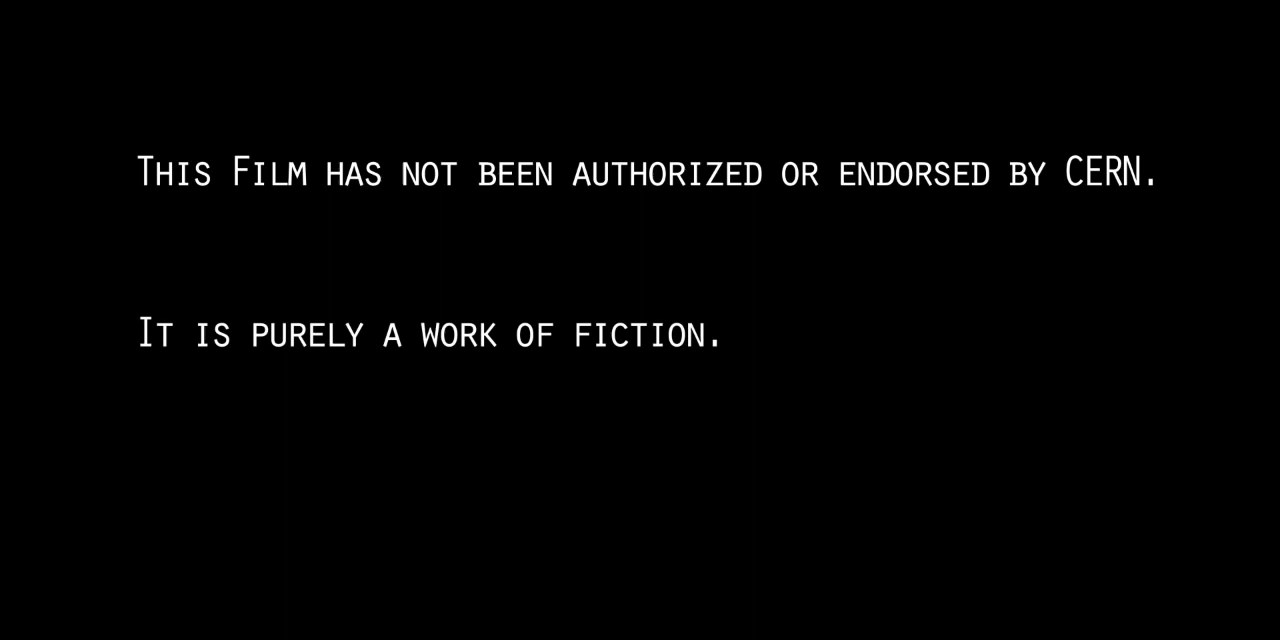 This Film has not been authorized or endorsed by CERN.
It is purely a work of fiction.